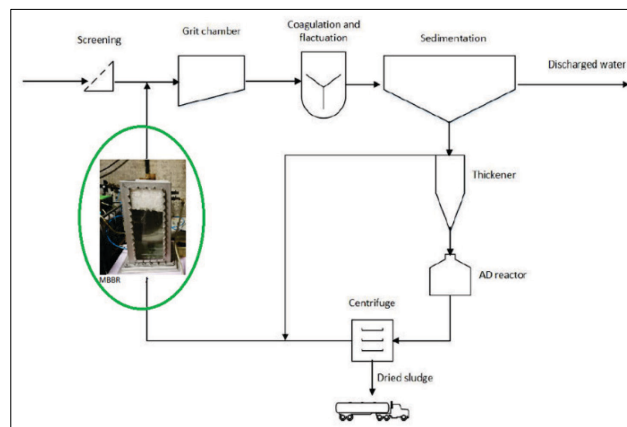 Screening
Grit chamber
Coagulation and
flactuation
Sedimentation
Discharged water
Thickener
MBBR
AD reactor
Centrifuge
Dried sludge